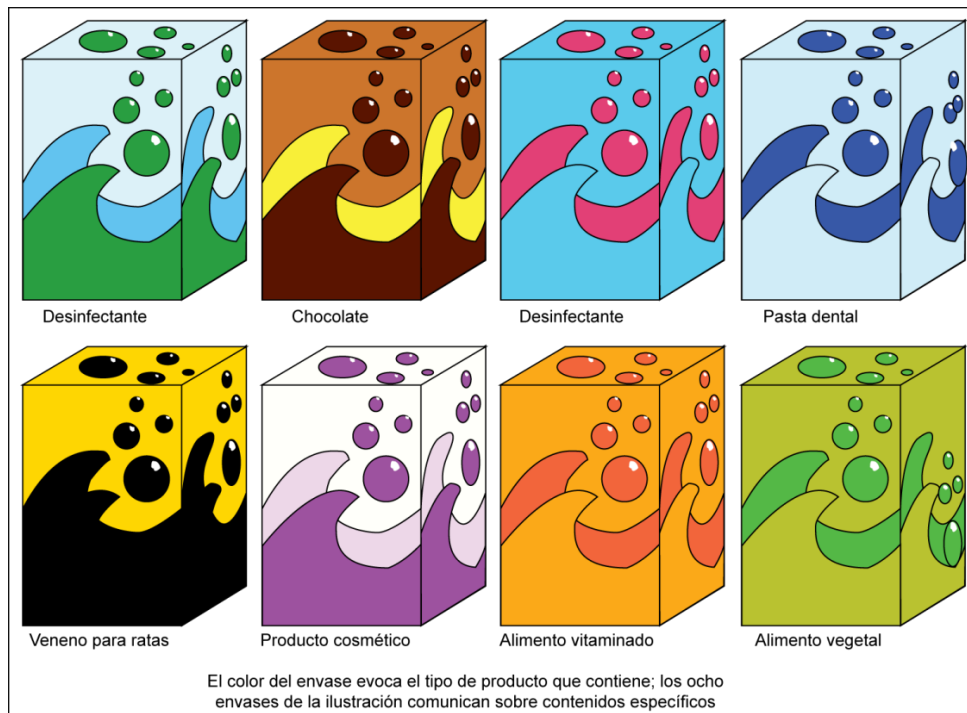 Desinfectante
Chocolate
Desinfectante
Pasta dental
Veneno para ratas
Producto cosmético
Alimento vitaminado
Alimento vegetal
El color del envase evoca el tipo de producto que contiene; los ocho
envases de la ilustración comunican sobre contenidos específicos